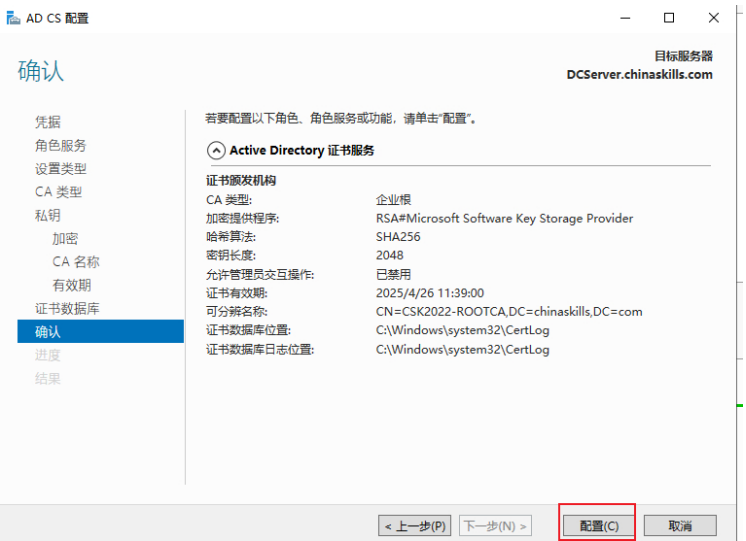 AD CS 配置
目标服务器
DCServer.chinaskills.com
确认
凭据
角色服务
设置类型
CA 类型
私钥
加密
CA 名称
有效期
证书数据库
确认
进度
结果
若要配置以下角色、角色服务或功能，请单击"配置"。
Active Directory 证书服务
证书颁发机构
CA 类型: 企业根
加密提供程序: RSA#Microsoft Software Key Storage Provider
哈希算法: SHA256
密钥长度: 2048
允许管理员交互操作: 已禁用
证书有效期: 2025/4/26 11:39:00
可分辨名称: CN=CSK2022-ROOTCA,DC=chinaskills,DC=com
证书数据库位置: C:\Windows\system32\CertLog
证书数据库日志位置: C:\Windows\system32\CertLog
< 上一步(P) 下一步(N) > 配置(C) 取消